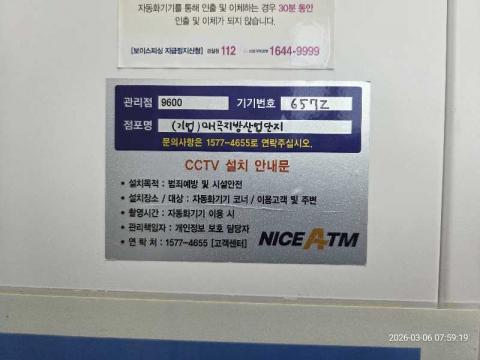 자동화기기를 통해 인출 및 이체하는 경우 30분 동안
인출 및 이체가 되지 않습니다.
[보이스피싱 지급정지신청] 경찰청 112 1644-9999
관리점 9600 기기번호 657Z
점포명 (기업)매곡지방산업단지
문의사항은 1577-4655로 연락주십시오.
CCTV 설치 안내문
• 설치목적 : 범죄예방 및 시설안전
• 설치장소 / 대상 : 자동화기기 코너 / 이용고객 및 주변
• 촬영시간 : 자동화기기 이용 시
• 관리책임자 : 개인정보 보호 담당자
• 연 락 처 : 1577-4655 [고객센터]
NICE ATM
2026-03-06 07:59:19